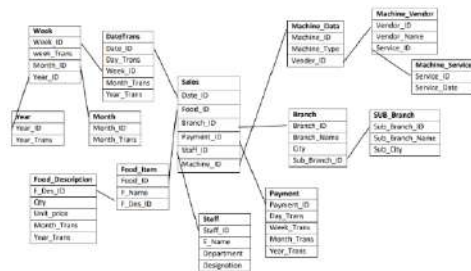 Week
Week_ID
week_Trans
Month_ID
Year_ID
DateTrans
Date_ID
Day_Trans
Week_ID
Month_Trans
Year_Trans
Machine_Data
Machine_ID
Machine_Type
Vendor_ID
Machine_Vendor
Vendor_ID
Vendor_Name
Service_ID
Machine_Service
Service_ID
Service_Date
Sales
Date_ID
Food_ID
Branch_ID
Payment_ID
Staff_ID
Machine_ID
Year
Year_ID
Year_Trans
Month
Month_ID
Month_Trans
Branch
Branch_ID
Branch_Name
City
Sub_Branch_ID
SUB_Branch
Sub_Branch_ID
Sub_Branch_Name
Sub_City
Food_Description
F_Des_ID
City
Unit_price
Month_Trans
Year_Trans
Food_Item
Food_ID
F_Name
F_Des_ID
Staff
Staff_ID
E_Name
Department
Designation
Payment
Payment_ID
Day_Trans
Week_Trans
Month_Trans
Year_Trans